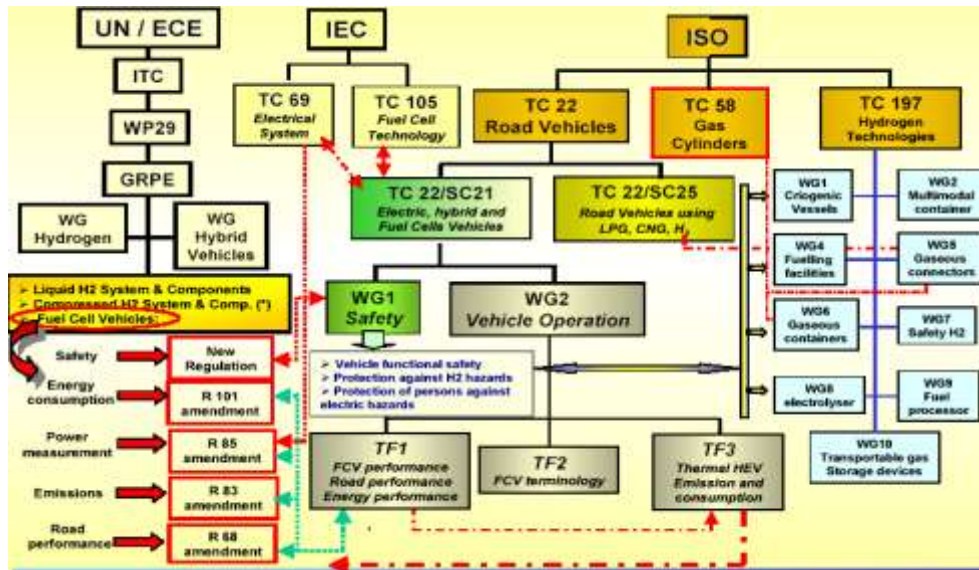 UN / ECE
IEC
ISO
ITC
WP29
GRPE
WG
Hydrogen
WG
Hybrid
Vehicles
TC 69
Electrical
System
TC 105
Fuel Cell
Technology
TC 22
Road Vehicles
TC 58
Gas
Cylinders
TC 197
Hydrogen
Technologies
TC 22/SC21
Electric, hybrid and
Fuel Cells Vehicles
TC 22/SC25
Road Vehicles using
LPG, CNG, H2
WG1
Criogenic
Vessels
WG2
Multimodal
container
WG4
Fuelling
facilities
WG5
Gaseous
connectors
WG6
Gaseous
containers
WG7
Safety H2
WG8
electrolyser
WG9
Fuel
processor
WG10
Transportable gas
Storage devices
Liquid H2 System & Components
Compressed H2 System & Comp. (*)
Fuel Cell Vehicles:
Safety
New
Regulation
Energy
consumption
R 101
amendment
Power
measurement
R 85
amendment
Emissions
R 83
amendment
Road
performance
R 68
amendment
WG1
Safety
WG2
Vehicle Operation
Vehicle functional safety
Protection against H2 hazards
Protection of persons against
electric hazards
TF1
FCV performance
Road performance
Energy performance
TF2
FCV terminology
TF3
Thermal HEV
Emission and
consumption